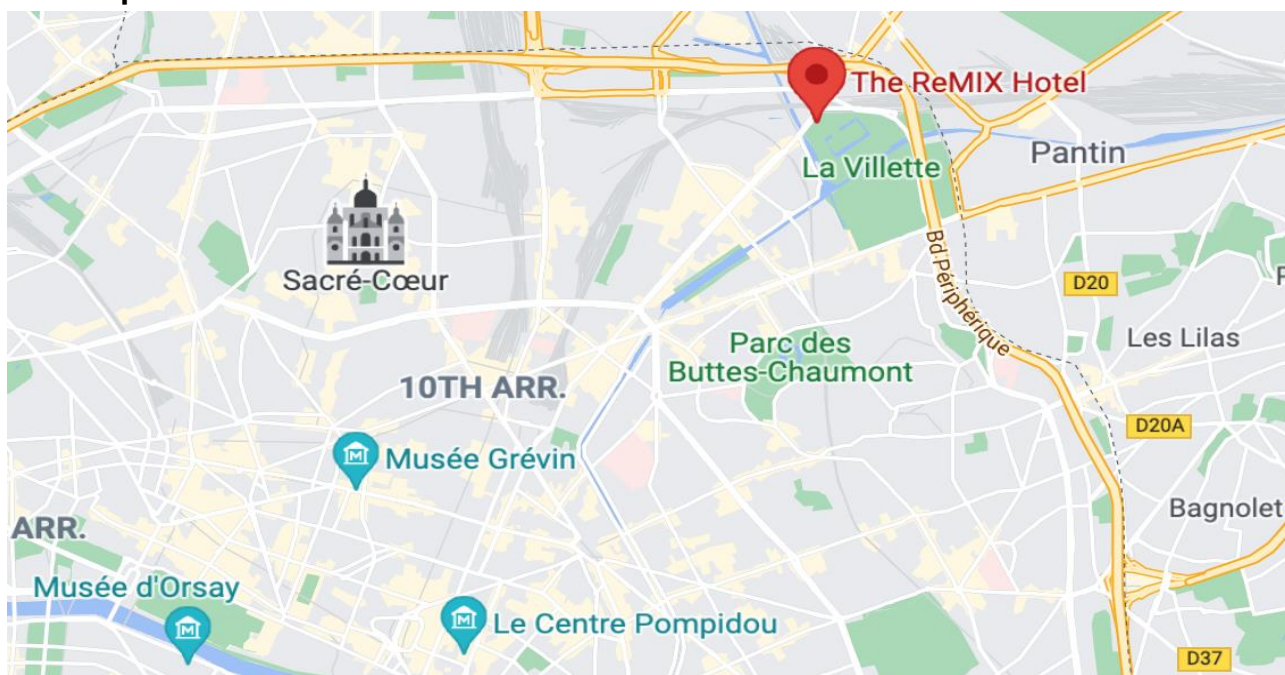 The ReMIX Hotel
La Villette
Pantin
Sacré-Cœur
Bd Périphérique
D20
Parc des
Buttes-Chaumont
Les Lilas
10TH ARR.
D20A
Musée Grévin
Bagnolet
ARR.
Musée d'Orsay
Le Centre Pompidou
D37